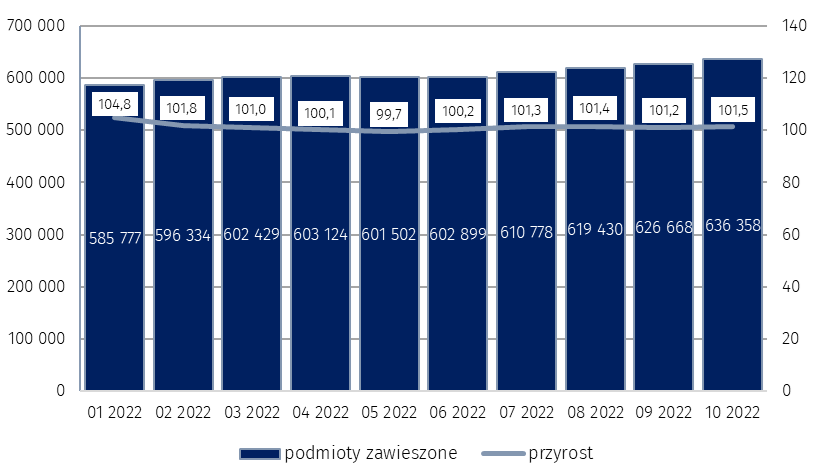 700 000 140
600 000 120
104,8 101,8 101,0 100,1 99,7 100,2 101,3 101,4 101,2 101,5
500 000 100
400 000 80
585 777 596 334 602 429 603 124 601 502 602 899 610 778 619 430 626 668 636 358
300 000 60
200 000 40
100 000 20
0 0
01 2022 02 2022 03 2022 04 2022 05 2022 06 2022 07 2022 08 2022 09 2022 10 2022
podmioty zawieszone przyrost